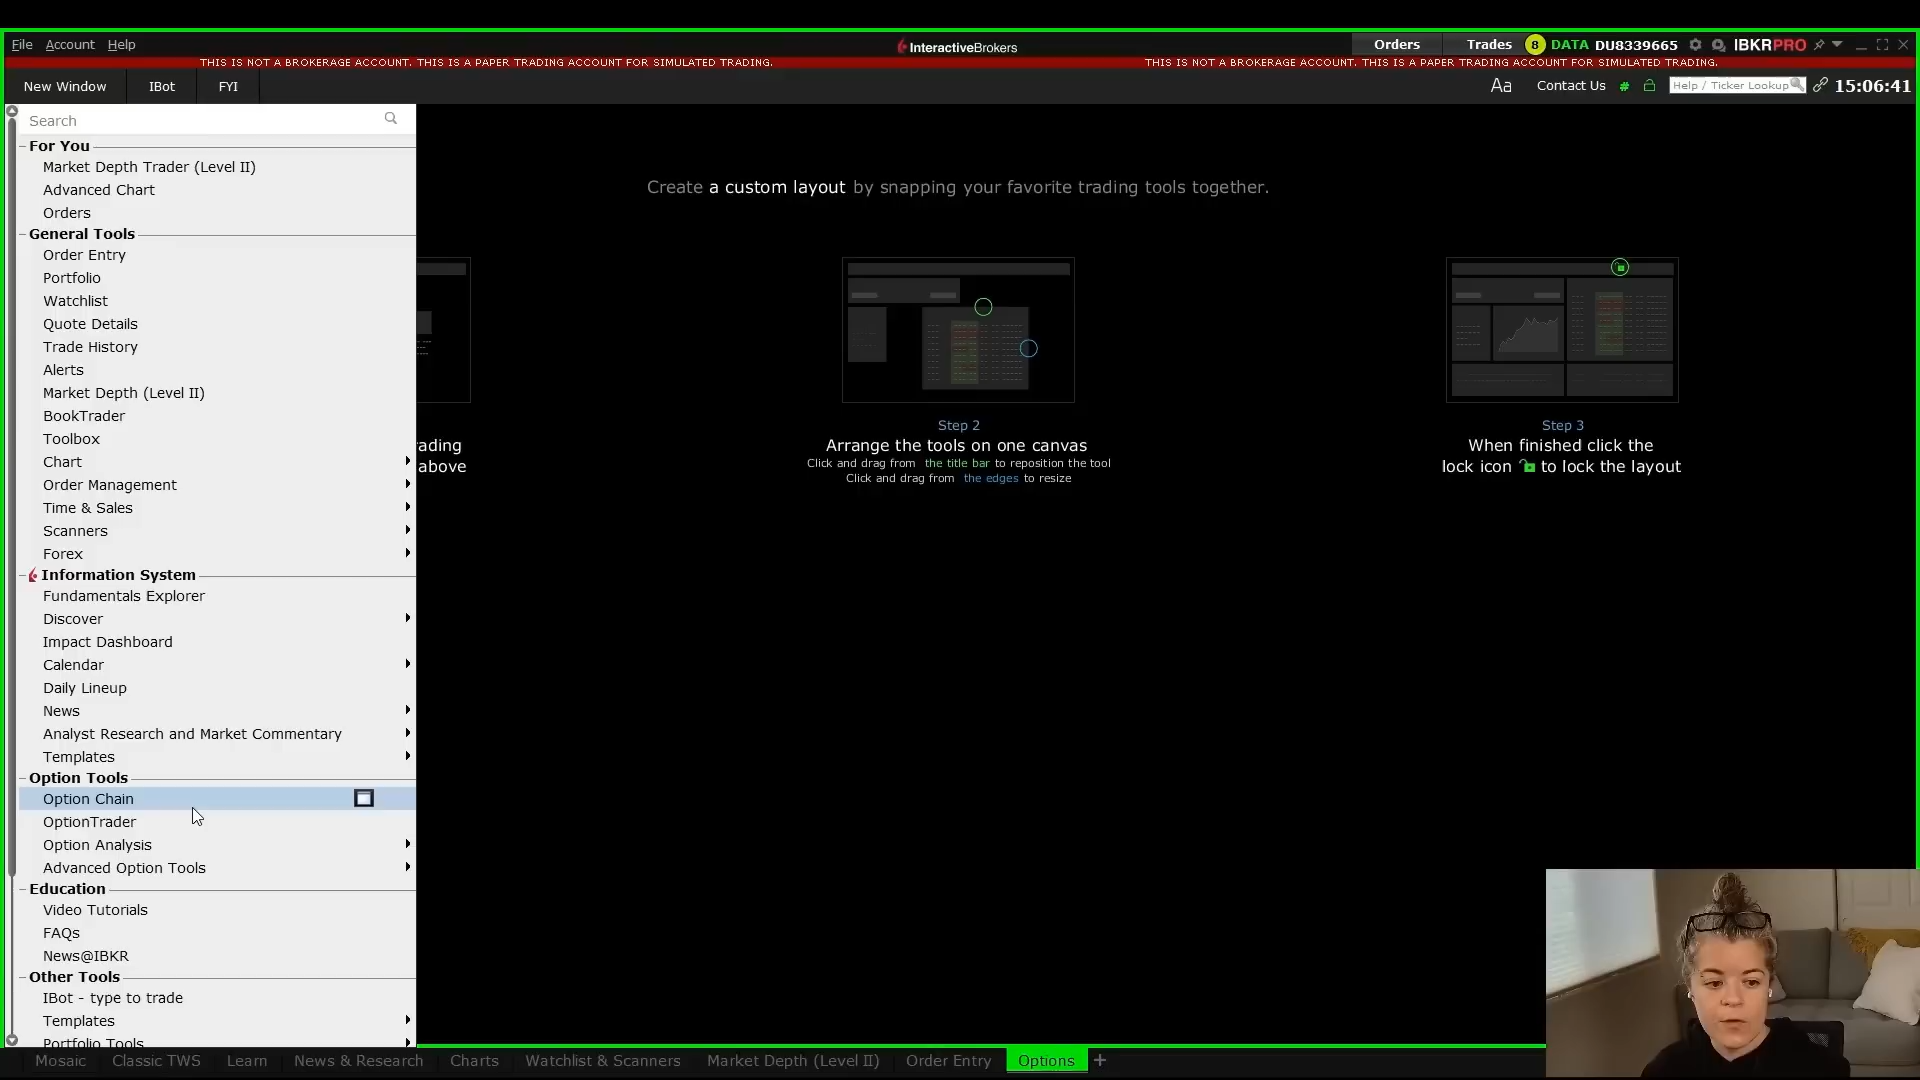 File Account Help
InteractiveBrokers
Orders Trades 8 DATA DU8339665 IBKRPRO
THIS IS NOT A BROKERAGE ACCOUNT. THIS IS A PAPER TRADING ACCOUNT FOR SIMULATED TRADING.
THIS IS NOT A BROKERAGE ACCOUNT. THIS IS A PAPER TRADING ACCOUNT FOR SIMULATED TRADING.
New Window IBot FYI
Aa Contact Us # Help / Ticker Lookup 15:06:41
Search
For You
Market Depth Trader (Level II)
Advanced Chart
Orders
General Tools
Order Entry
Portfolio
Watchlist
Quote Details
Trade History
Alerts
Market Depth (Level II)
BookTrader
Toolbox
Chart
Order Management
Time & Sales
Scanners
Forex
Information System
Fundamentals Explorer
Discover
Impact Dashboard
Calendar
Daily Lineup
News
Analyst Research and Market Commentary
Templates
Option Tools
Option Chain
OptionTrader
Option Analysis
Advanced Option Tools
Education
Video Tutorials
FAQs
News@IBKR
Other Tools
IBot - type to trade
Templates
Portfolio Tools
Create a custom layout by snapping your favorite trading tools together.
above
Step 2
Arrange the tools on one canvas
Click and drag from the title bar to reposition the tool
Click and drag from the edges to resize
Step 3
When finished click the
lock icon to lock the layout
Mosaic Classic TWS Learn News & Research Charts Watchlist & Scanners Market Depth (Level II) Order Entry Options +